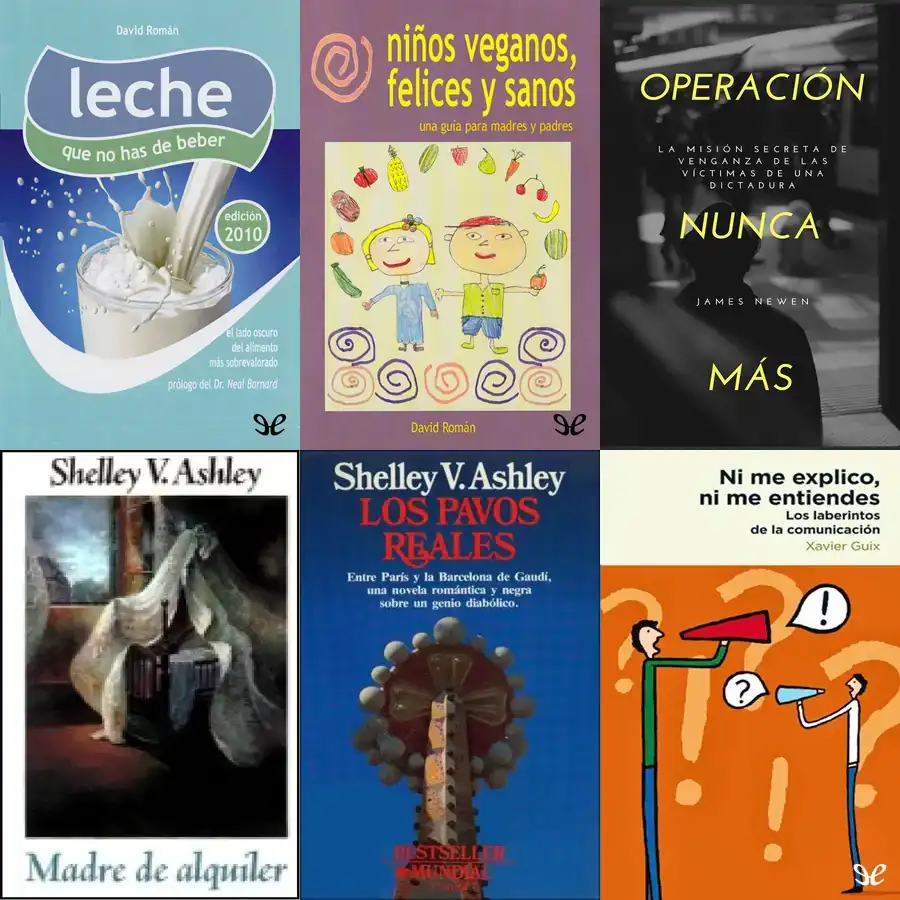 David Román
leche
que no has de beber
edición
2010
el lado oscuro
del alimento
más sobrevalorado
prólogo del Dr. Neal Barnard
niños veganos,
felices y sanos
una guía para madres y padres
David Román
OPERACIÓN
LA MISIÓN SECRETA DE
VENGANZA DE LAS
VÍCTIMAS DE UNA
DICTADURA
NUNCA
JAMES NEWEN
MÁS
Shelley V. Ashley
Madre de alquiler
Shelley V. Ashley
LOS PAVOS
REALES
Entre París y la Barcelona de Gaudí,
una novela romántica y negra
sobre un genio diabólico.
BESTSELLER
MUNDIAL
Ni me explico,
ni me entiendes
Los laberintos
de la comunicación
Xavier Guix
!
?